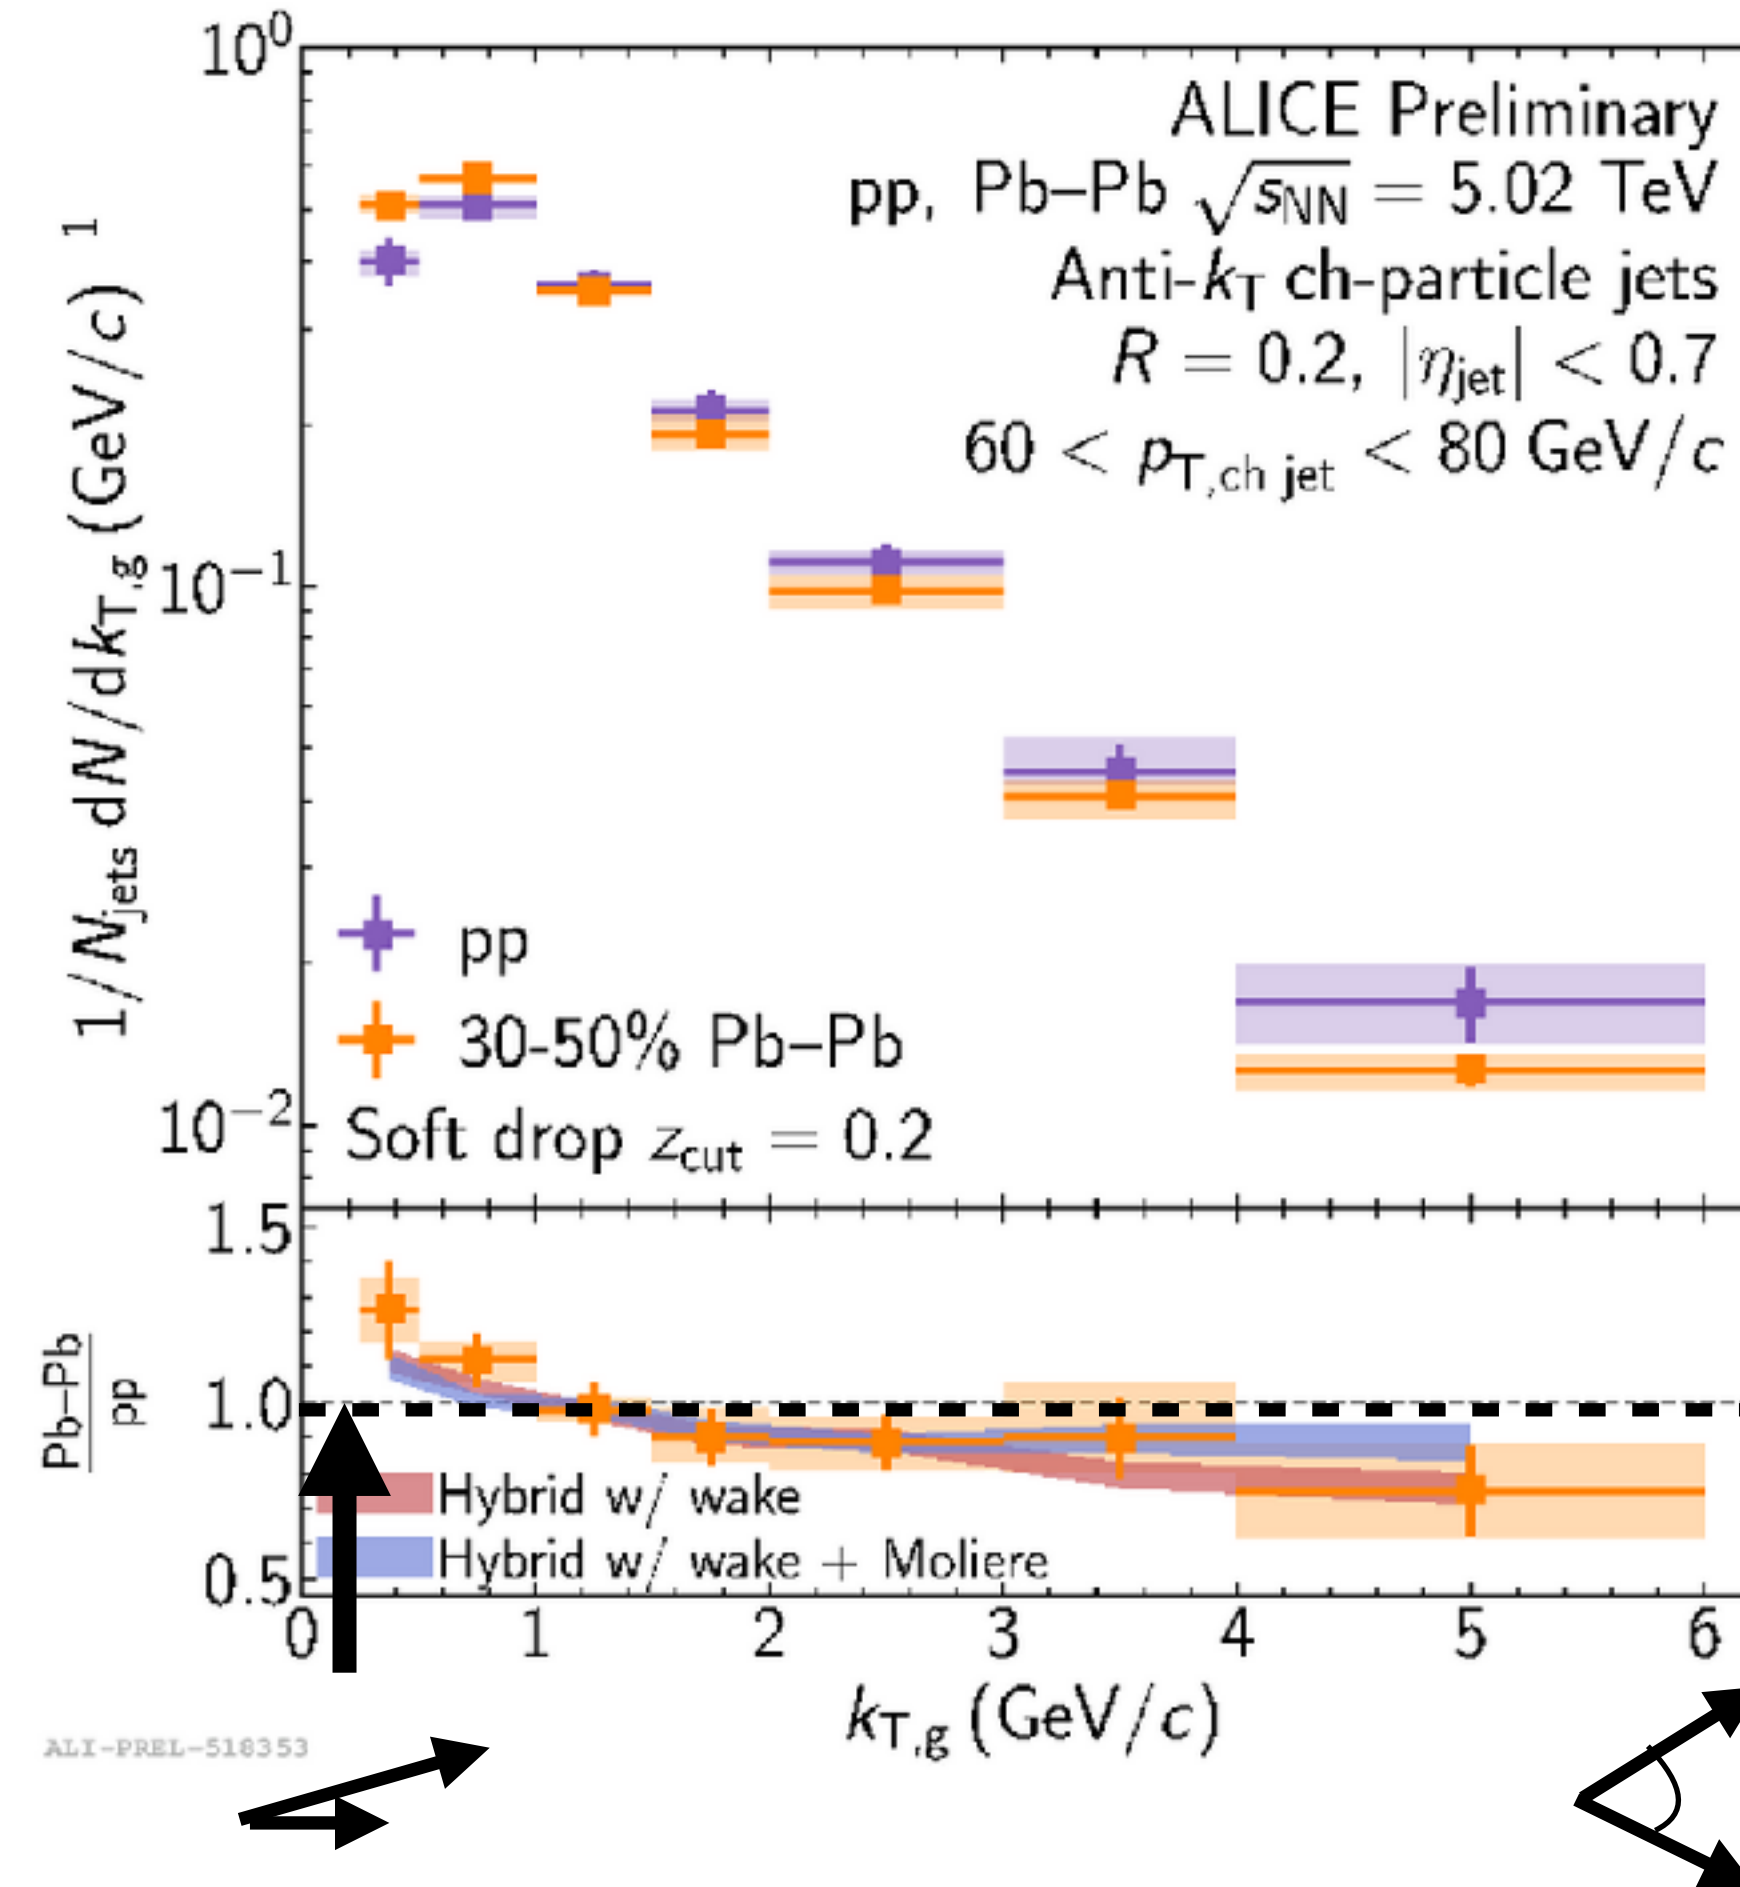 10⁰
ALICE Preliminary
pp, Pb–Pb √sNN = 5.02 TeV
Anti-kT ch-particle jets
R = 0.2, |ηjet| < 0.7
60 < pT,ch jet < 80 GeV/c
1/Njets dN/dkT,g (GeV/c) 1
10⁻¹
pp
30-50% Pb–Pb
10⁻²
Soft drop zcut = 0.2
1.5
Pb–Pb
pp
1.0
Hybrid w/ wake
Hybrid w/ wake + Moliere
0.5
0 1 2 3 4 5 6
kT,g (GeV/c)
ALI-PREL-518353